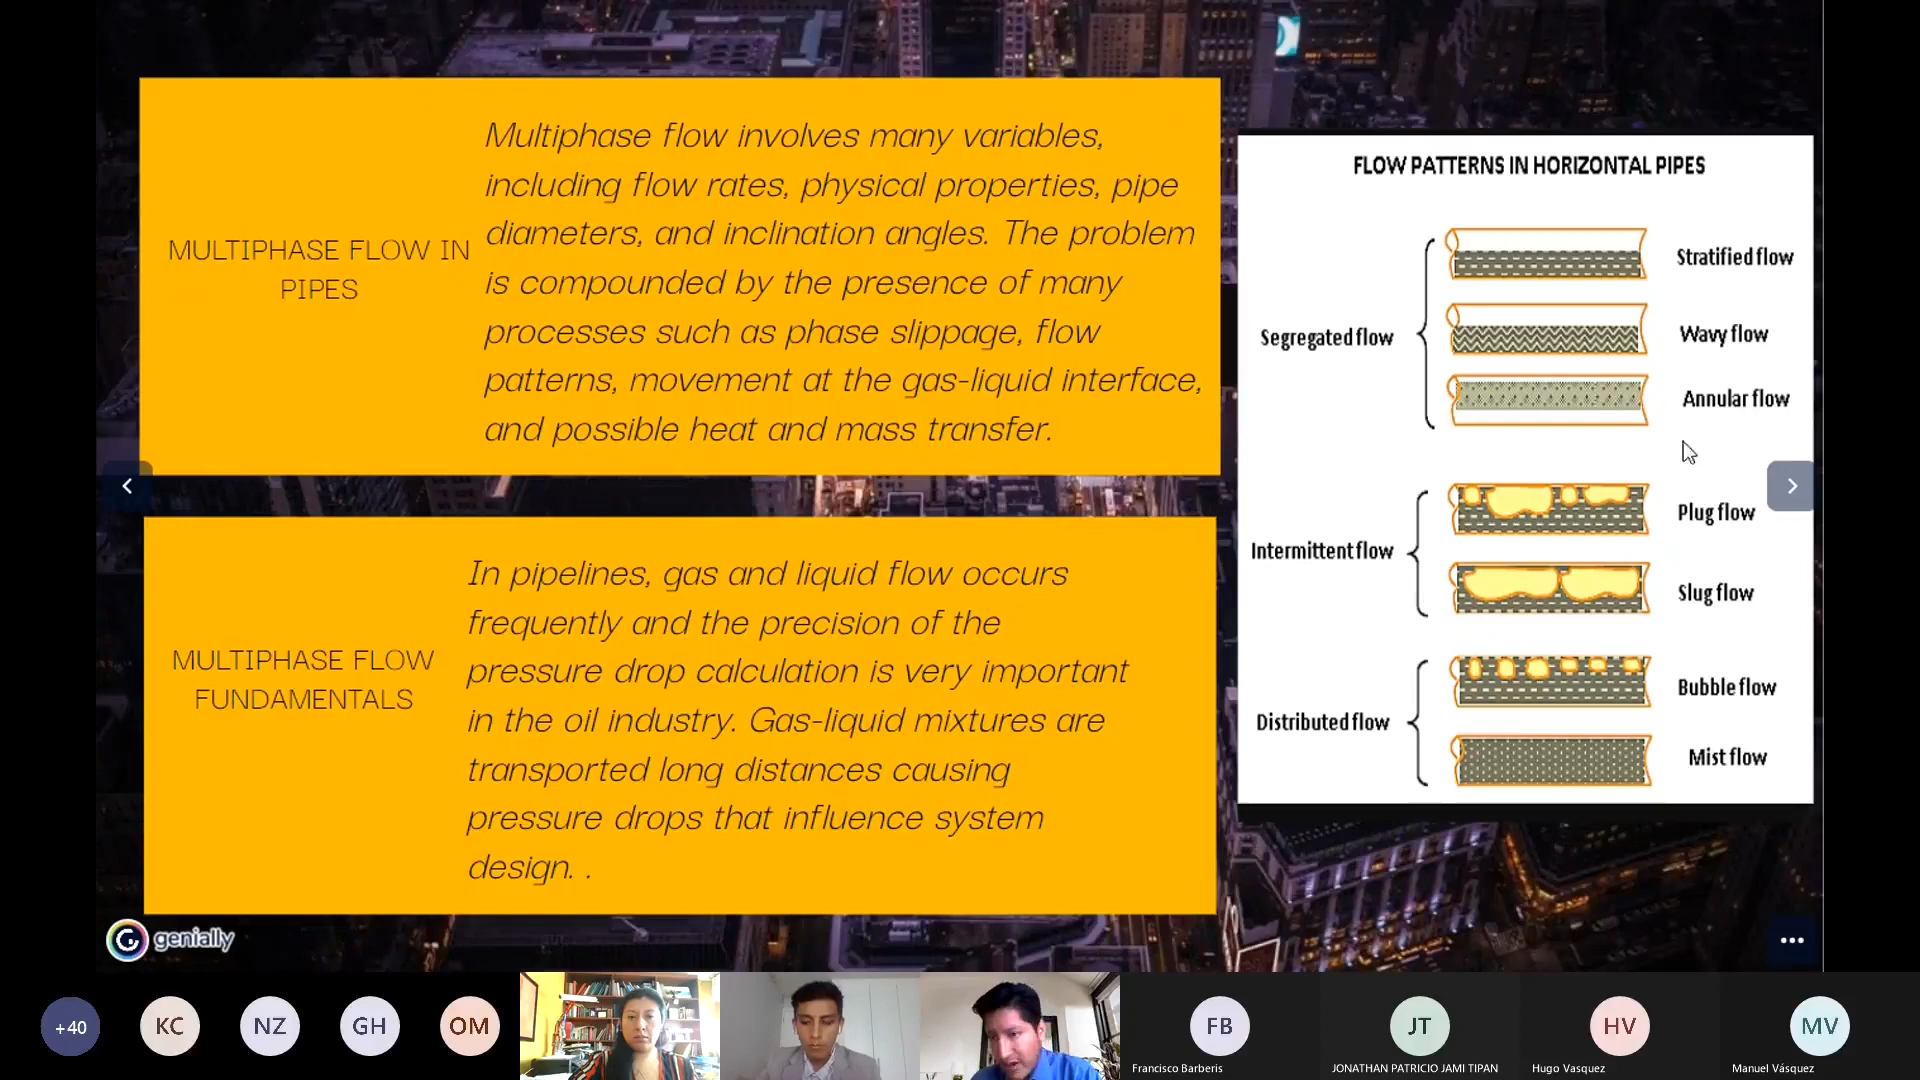 MULTIPHASE FLOW IN
PIPES
Multiphase flow involves many variables,
including flow rates, physical properties, pipe
diameters, and inclination angles. The problem
is compounded by the presence of many
processes such as phase slippage, flow
patterns, movement at the gas-liquid interface,
and possible heat and mass transfer.
MULTIPHASE FLOW
FUNDAMENTALS
In pipelines, gas and liquid flow occurs
frequently and the precision of the
pressure drop calculation is very important
in the oil industry. Gas-liquid mixtures are
transported long distances causing
pressure drops that influence system
design. .
FLOW PATTERNS IN HORIZONTAL PIPES
Segregated flow
Stratified flow
Wavy flow
Annular flow
Intermittent flow
Plug flow
Slug flow
Distributed flow
Bubble flow
Mist flow
genially
+40
KC
NZ
GH
OM
FB
Francisco Barberis
JT
JONATHAN PATRICIO JAMI TIPAN
HV
Hugo Vasquez
MV
Manuel Vásquez